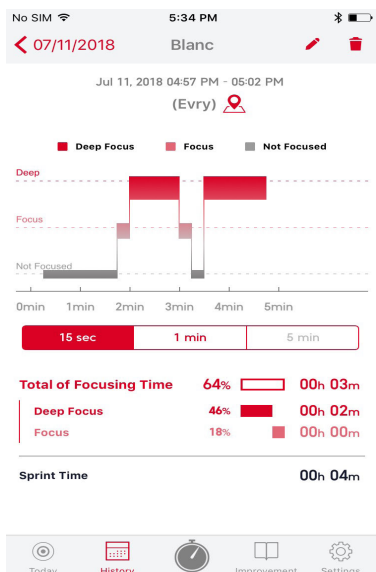 No SIM 5:34 PM
07/11/2018 Blanc
Jul 11, 2018 04:57 PM - 05:02 PM
(Evry)
Deep Focus Focus Not Focused
Deep
Focus
Not Focused
0min 1min 2min 3min 4min 5min
15 sec 1 min 5 min
Total of Focusing Time 64% 00h 03m
Deep Focus 46% 00h 02m
Focus 18% 00h 00m
Sprint Time 00h 04m
Today History Improvement Settings